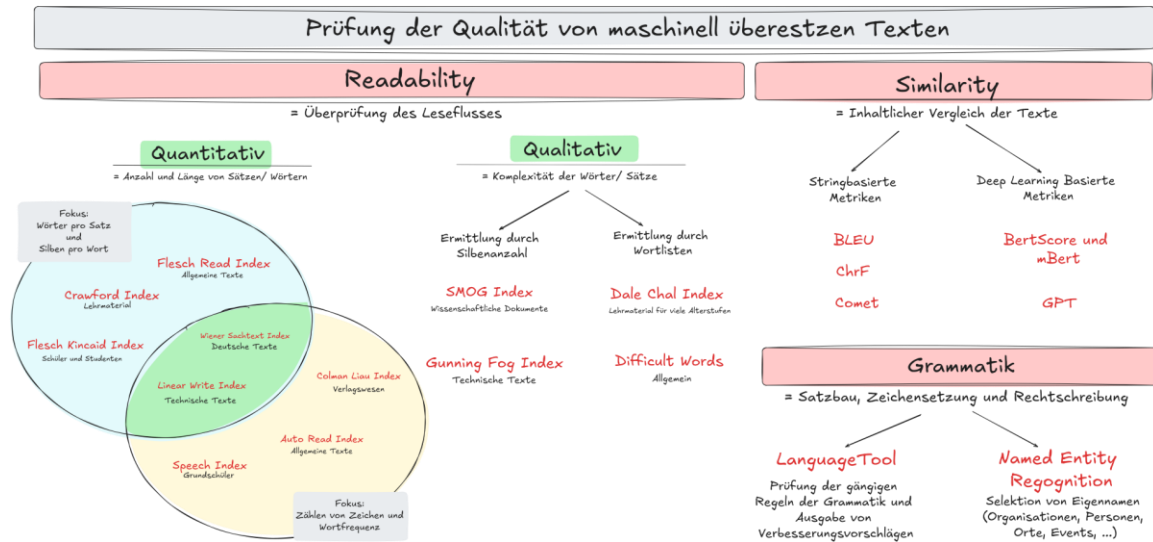 Prüfung der Qualität von maschinell überestzen Texten
Readability
= Überprüfung des Leseflusses
Quantitativ
= Anzahl und Länge von Sätzen/ Wörtern
Fokus:
Wörter pro Satz
und
Silben pro Wort
Flesch Read Index
Allgemeine Texte
Crawford Index
Lehrmaterial
Flesch Kincaid Index
Schüler und Studenten
Wiener Sachtext Index
Deutsche Texte
Linear Write Index
Technische Texte
Colman Liau Index
Verlagswesen
Auto Read Index
Allgemeine Texte
Speech Index
Grundschüler
Fokus:
Zählen von Zeichen und
Wortfrequenz
Qualitativ
= Komplexität der Wörter/ Sätze
Ermittlung durch
Silbenanzahl
SMOG Index
Wissenschaftliche Dokumente
Gunning Fog Index
Technische Texte
Ermittlung durch
Wortlisten
Dale Chal Index
Lehrmaterial für viele Alterstufen
Difficult Words
Allgemein
Similarity
= Inhaltlicher Vergleich der Texte
Stringbasierte
Metriken
BLEU
ChrF
Comet
Deep Learning Basierte
Metriken
BertScore und
mBert
GPT
Grammatik
= Satzbau, Zeichensetzung und Rechtschreibung
LanguageTool
Prüfung der gängigen
Regeln der Grammatik und
Ausgabe von
Verbesserungsvorschlägen
Named Entity
Regognition
Selektion von Eigennamen
(Organisationen, Personen,
Orte, Events, ...)